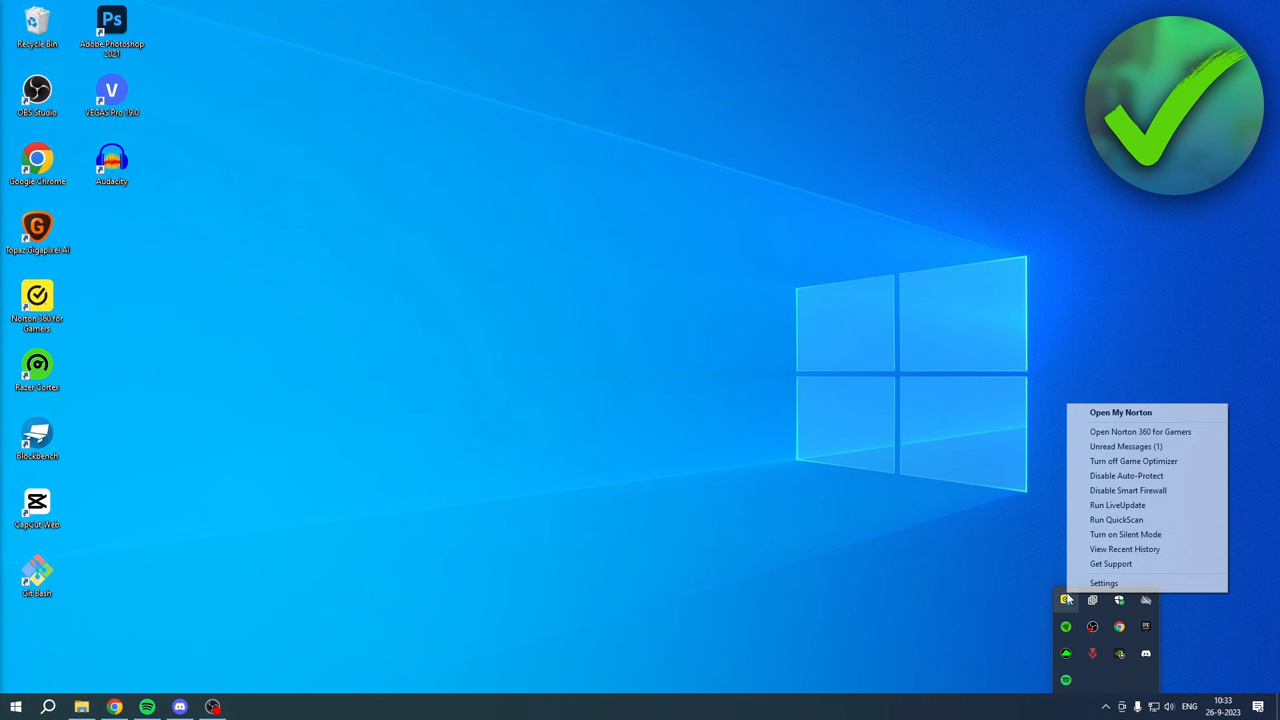 Recycle Bin
Adobe Photoshop
2021
OBS Studio
VEGAS Pro 19.0
Google Chrome
Audacity
Topaz Gigapixel AI
Norton 360 for
Gamers
Razer Cortex
Blockbench
CapCut Web
Git Bash
Ps
V
G
Open My Norton
Open Norton 360 for Gamers
Unread Messages (1)
Turn off Game Optimizer
Disable Auto-Protect
Disable Smart Firewall
Run LiveUpdate
Run QuickScan
Turn on Silent Mode
View Recent History
Get Support
Settings
EPIC
ENG
10:33
26-9-2023